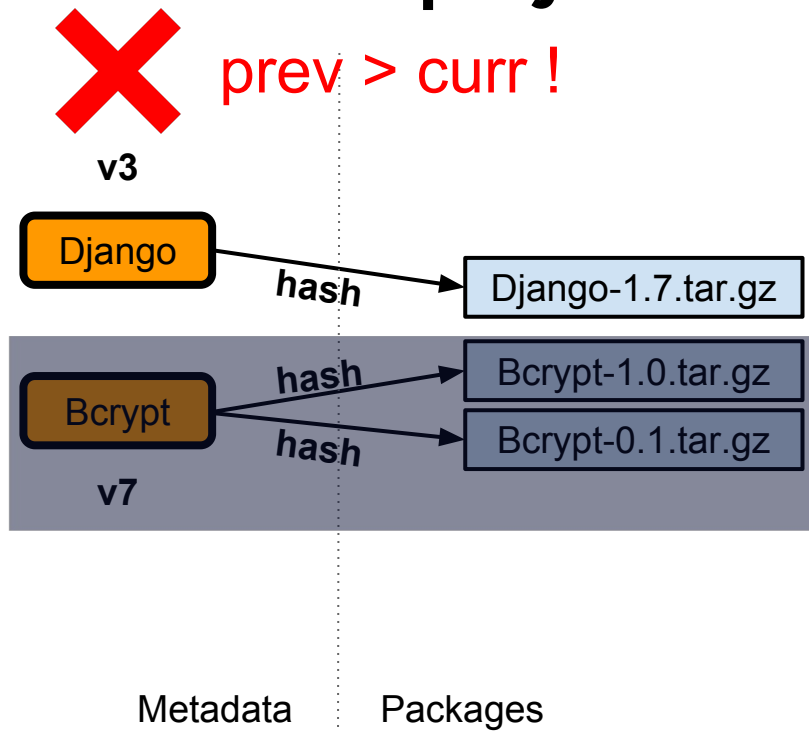 prev > curr !
v3
Django
hash
Django-1.7.tar.gz
hash
Bcrypt-1.0.tar.gz
Bcrypt
hash
Bcrypt-0.1.tar.gz
v7
Metadata
Packages